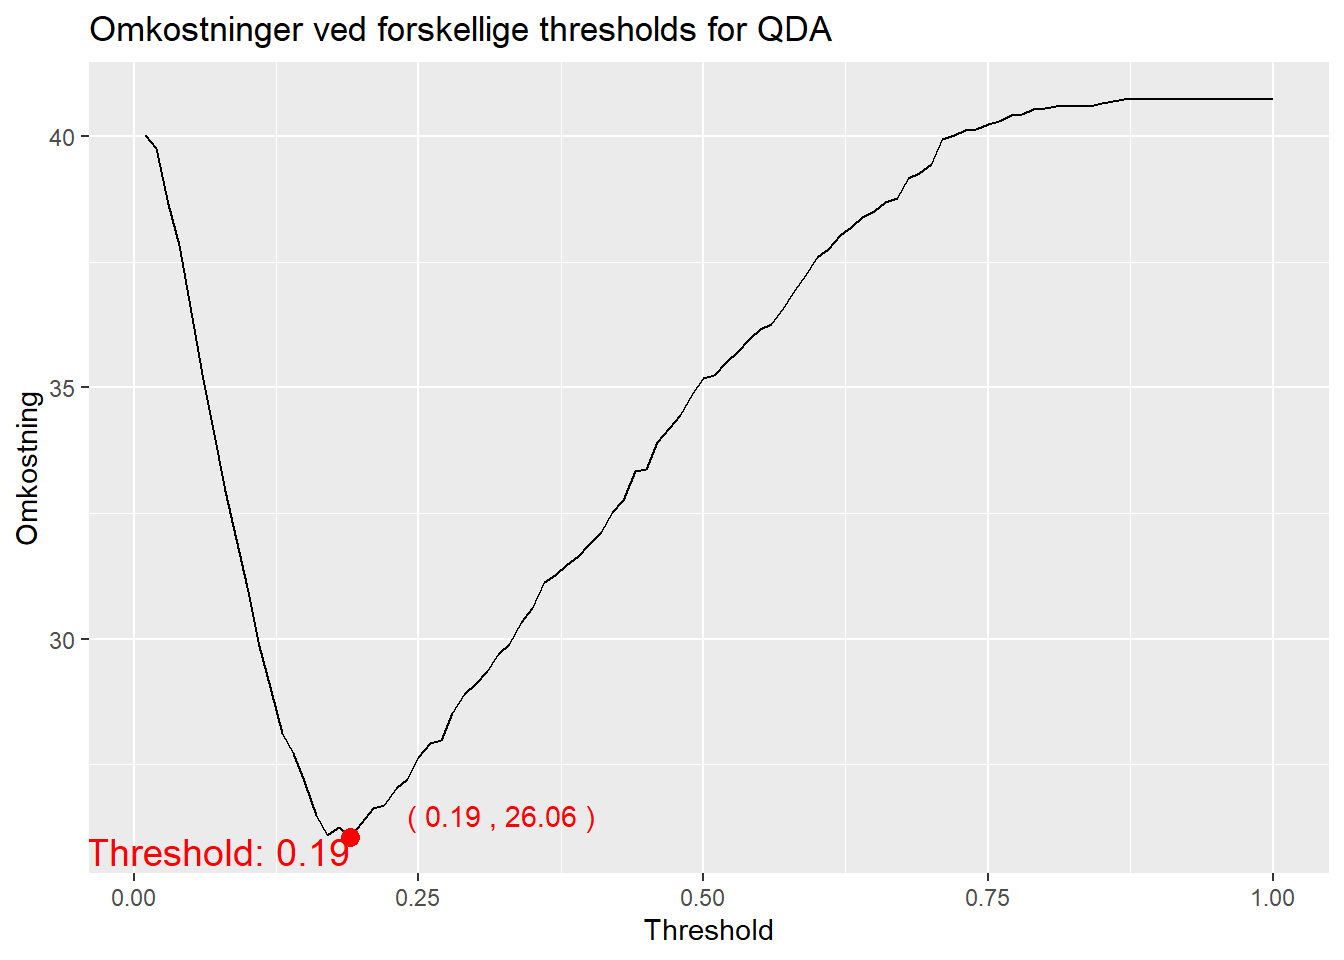 Omkostninger ved forskellige thresholds for QDA
Omkostning
40
35
30
( 0.19 , 26.06 )
Threshold: 0.19
0.00
0.25
0.50
0.75
1.00
Threshold